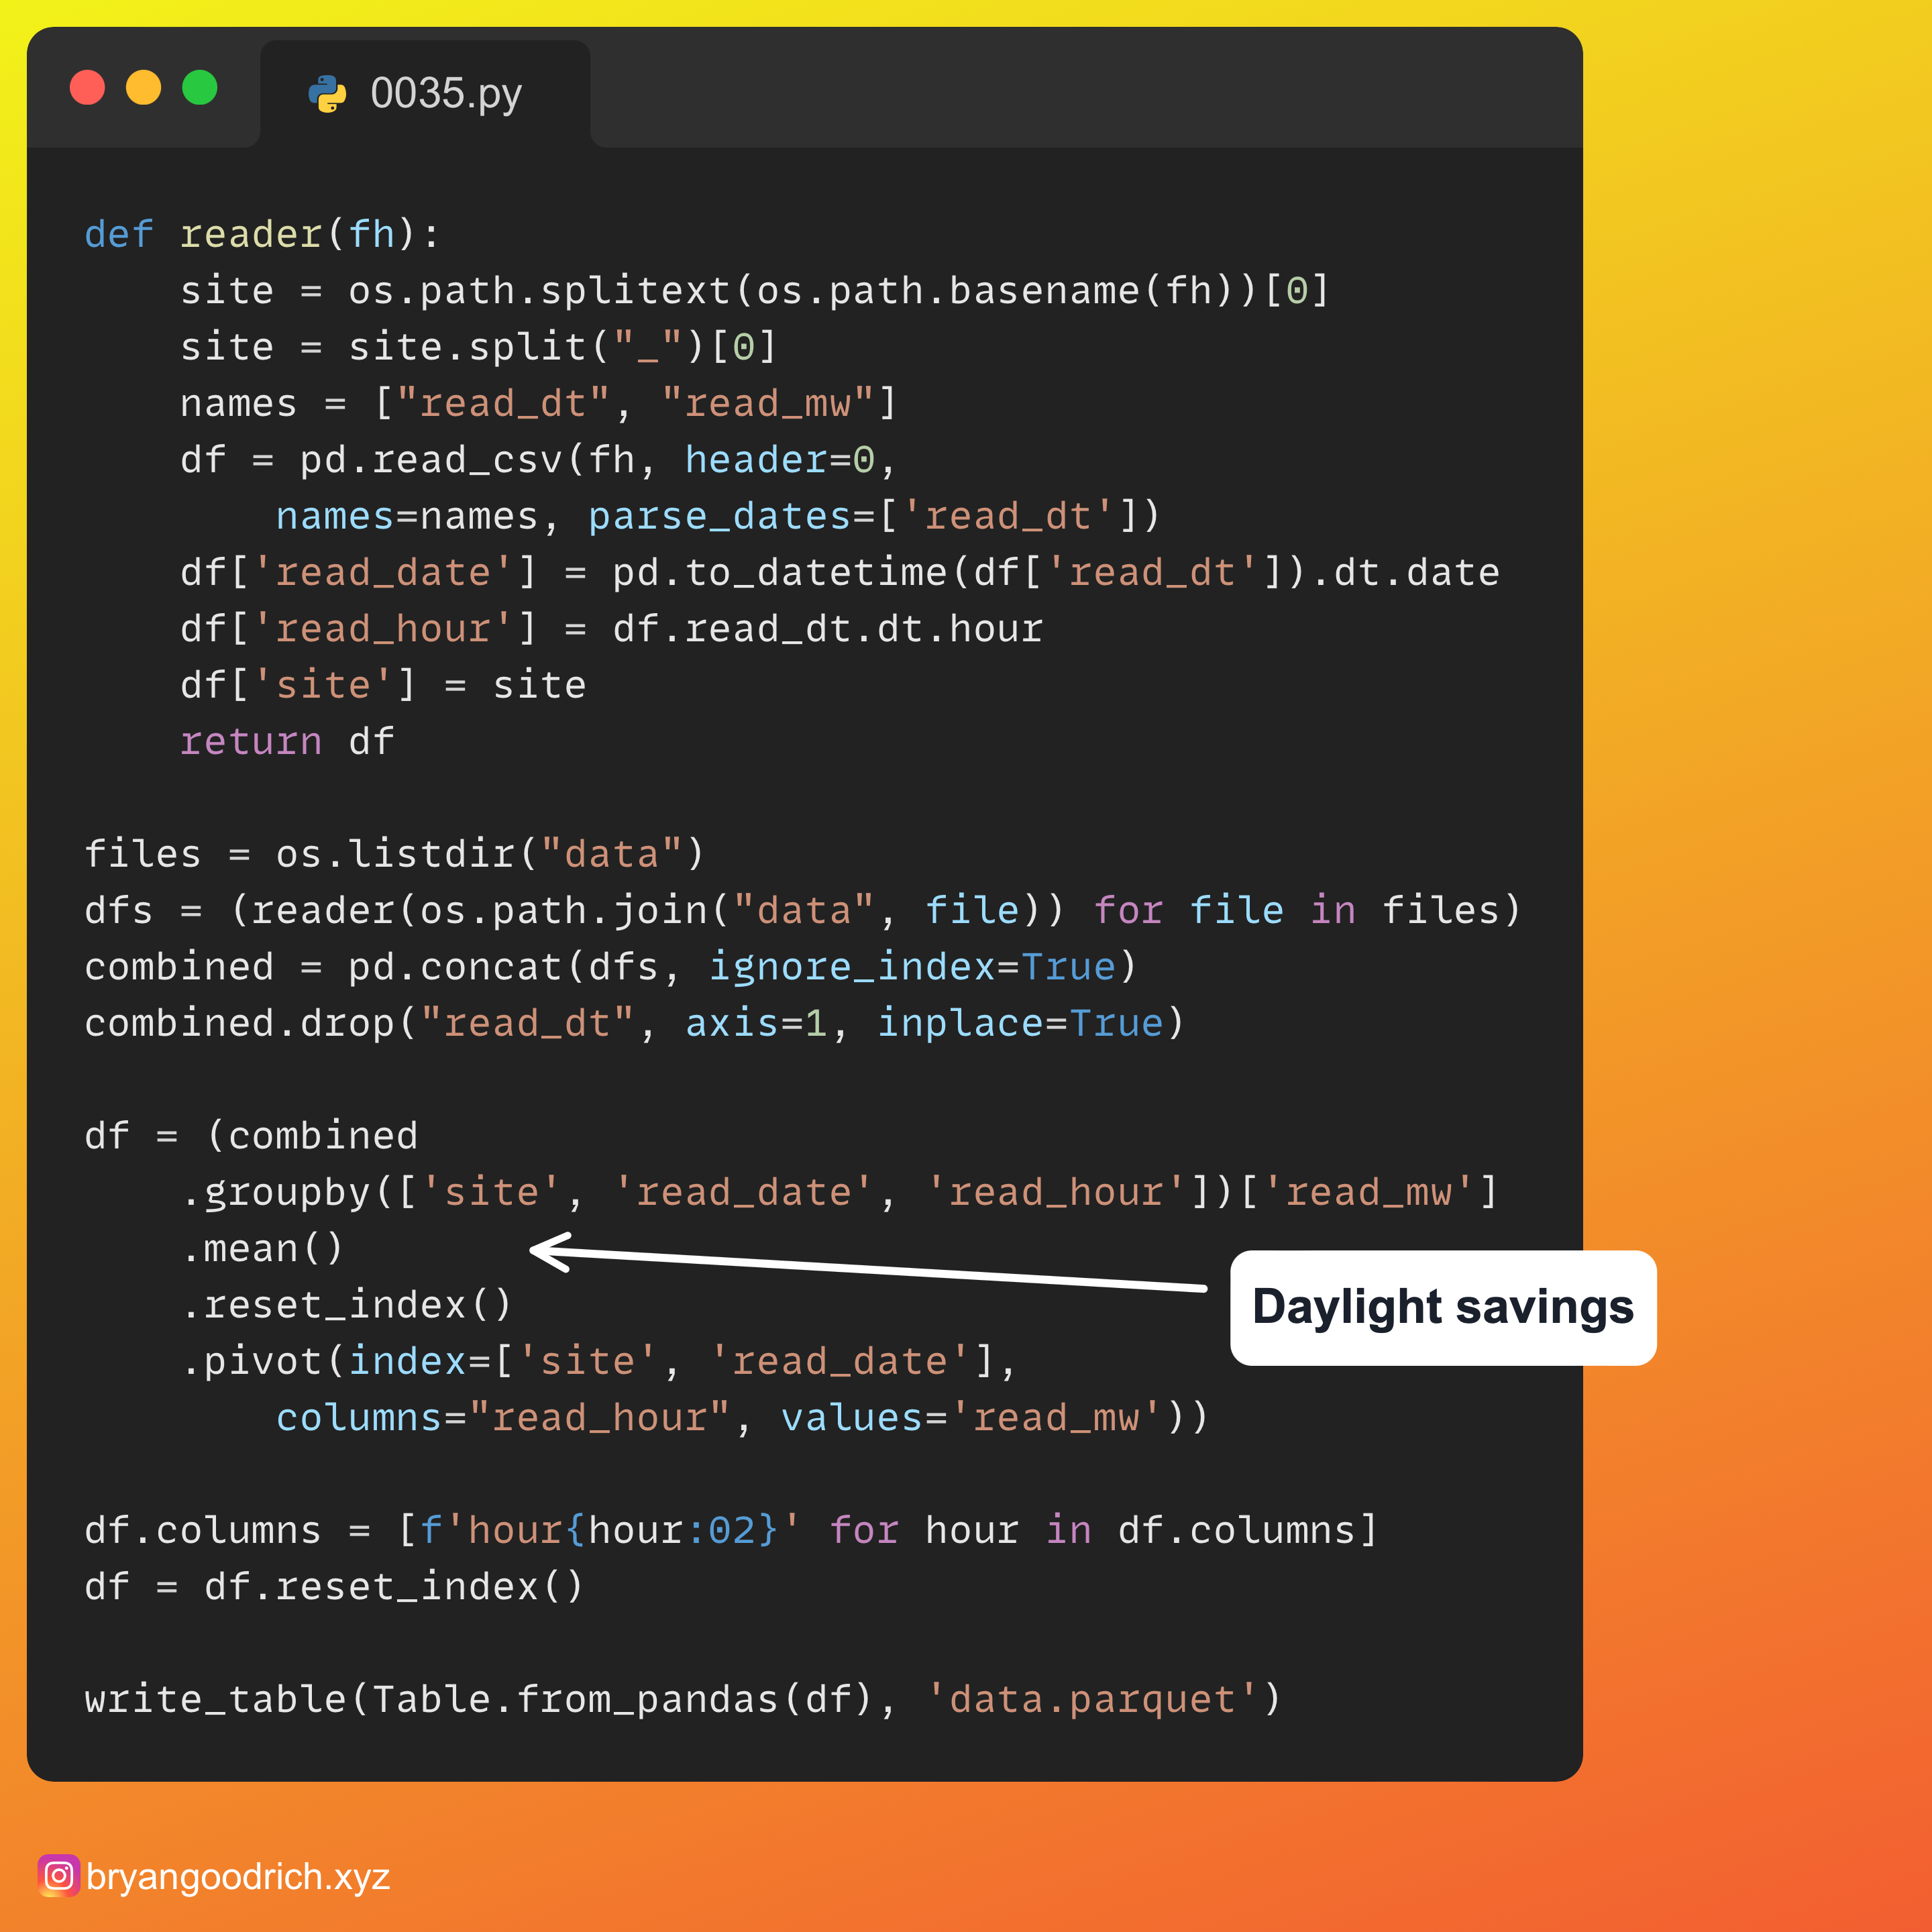 0035.py
def reader(fh):
    site = os.path.splitext(os.path.basename(fh))[0]
    site = site.split("_")[0]
    names = ["read_dt", "read_mw"]
    df = pd.read_csv(fh, header=0,
        names=names, parse_dates=['read_dt'])
    df['read_date'] = pd.to_datetime(df['read_dt']).dt.date
    df['read_hour'] = df.read_dt.dt.hour
    df['site'] = site
    return df
files = os.listdir("data")
dfs = (reader(os.path.join("data", file)) for file in files)
combined = pd.concat(dfs, ignore_index=True)
combined.drop("read_dt", axis=1, inplace=True)
df = (combined
    .groupby(['site', 'read_date', 'read_hour'])['read_mw']
    .mean()
    .reset_index()
    .pivot(index=['site', 'read_date'],
        columns="read_hour", values='read_mw'))
Daylight savings
df.columns = [f'hour{hour:02}' for hour in df.columns]
df = df.reset_index()
write_table(Table.from_pandas(df), 'data.parquet')
bryangoodrich.xyz